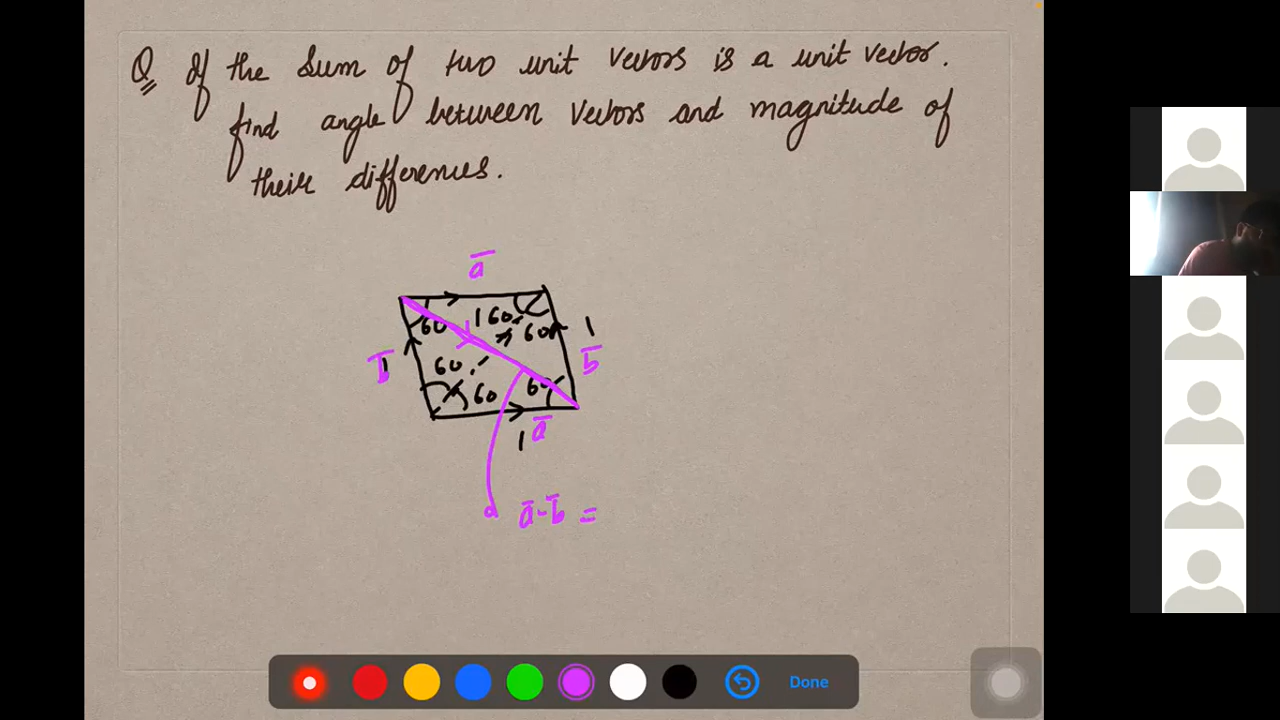 Q If the sum of two unit vectors is a unit vector.
find angle between vectors and magnitude of
their differences.
a
60 1 60
60 1
b 1 60 b
60 60
1 a
a-b =
Done